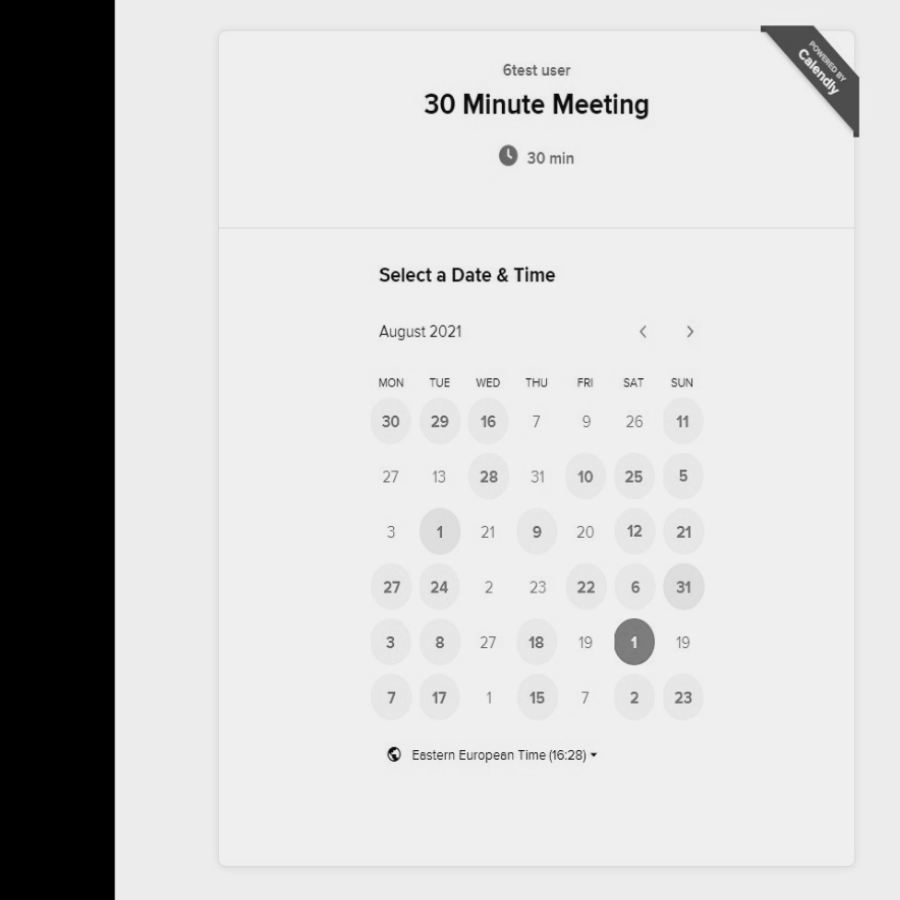 POWERED BY
Calendly
6test user
30 Minute Meeting
30 min
Select a Date & Time
August 2021
MON TUE WED THU FRI SAT SUN
30 29 16 7 9 26 11
27 13 28 31 10 25 5
3 1 21 9 20 12 21
27 24 2 23 22 6 31
3 8 27 18 19 1 19
7 17 1 15 7 2 23
Eastern European Time (16:28)